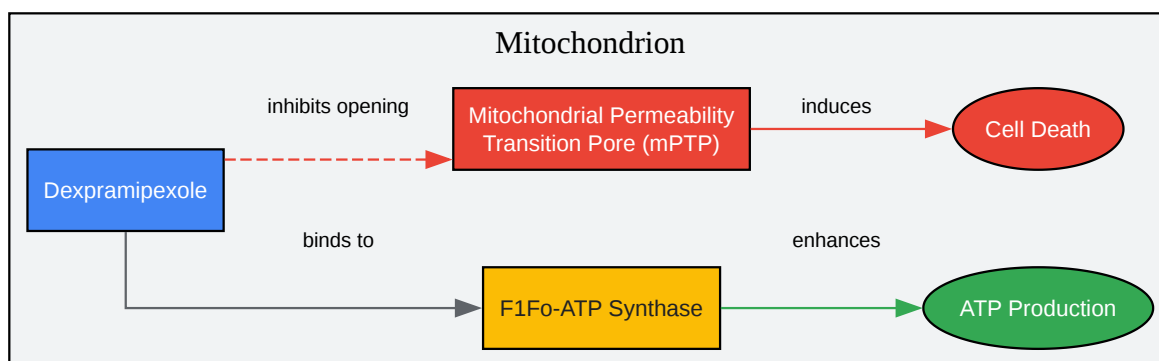 Mitochondrion
inhibits opening
Mitochondrial Permeability
Transition Pore (mPTP)
induces
Cell Death
Dexpramipexole
binds to
enhances
F1Fo-ATP Synthase
ATP Production